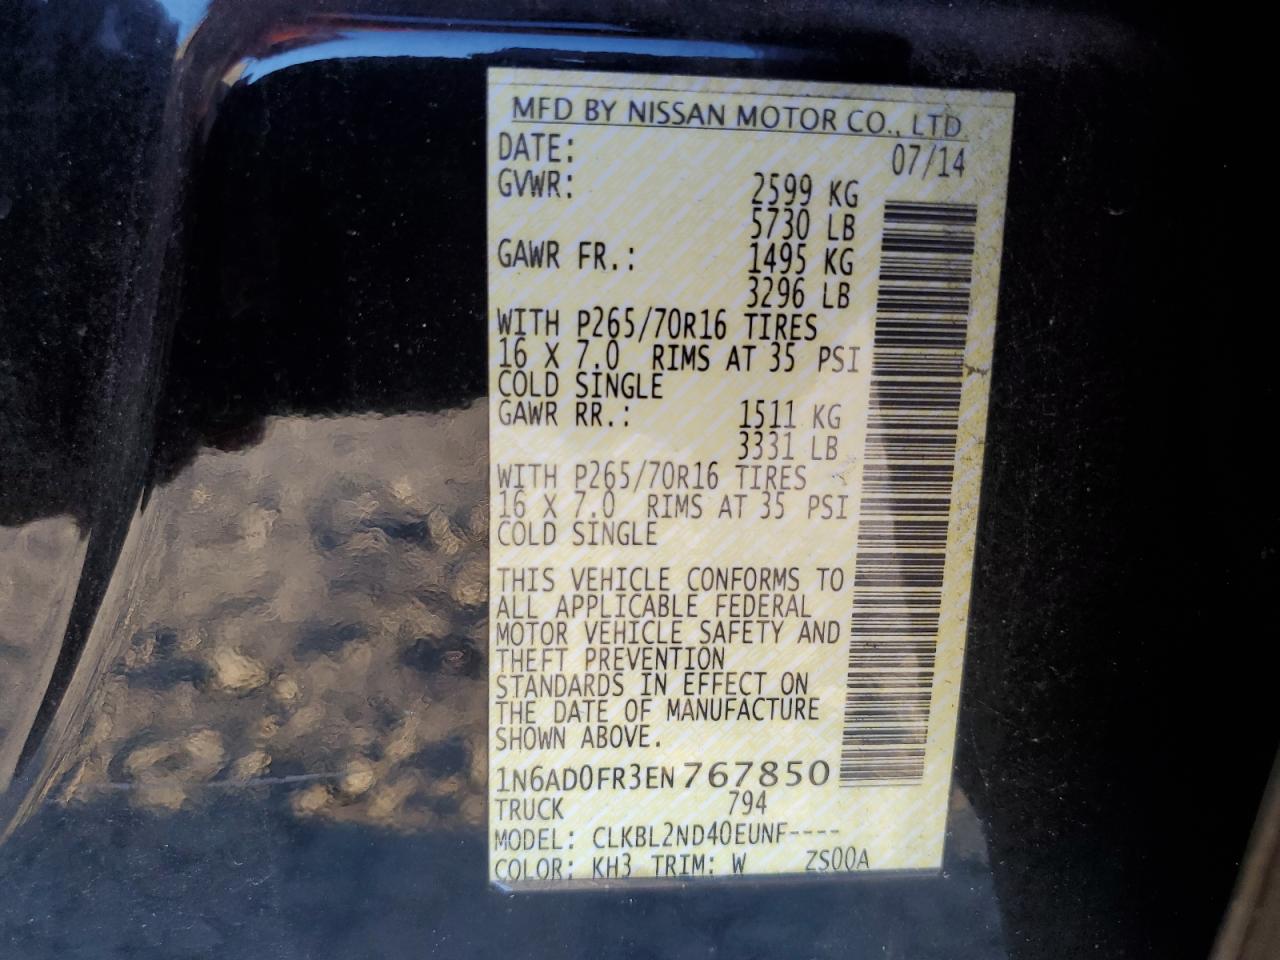 MFD BY NISSAN MOTOR CO., LTD.
DATE: 07/14
GVWR: 2599 KG
5730 LB
GAWR FR.: 1495 KG
3296 LB
WITH P265/70R16 TIRES
16 X 7.0 RIMS AT 35 PSI
COLD SINGLE
GAWR RR.: 1511 KG
3331 LB
WITH P265/70R16 TIRES
16 X 7.0 RIMS AT 35 PSI
COLD SINGLE
THIS VEHICLE CONFORMS TO
ALL APPLICABLE FEDERAL
MOTOR VEHICLE SAFETY AND
THEFT PREVENTION
STANDARDS IN EFFECT ON
THE DATE OF MANUFACTURE
SHOWN ABOVE.
1N6AD0FR3EN767850
TRUCK 794
MODEL: CLKBL2ND40EUNF----
COLOR: KH3 TRIM: W ZS00A